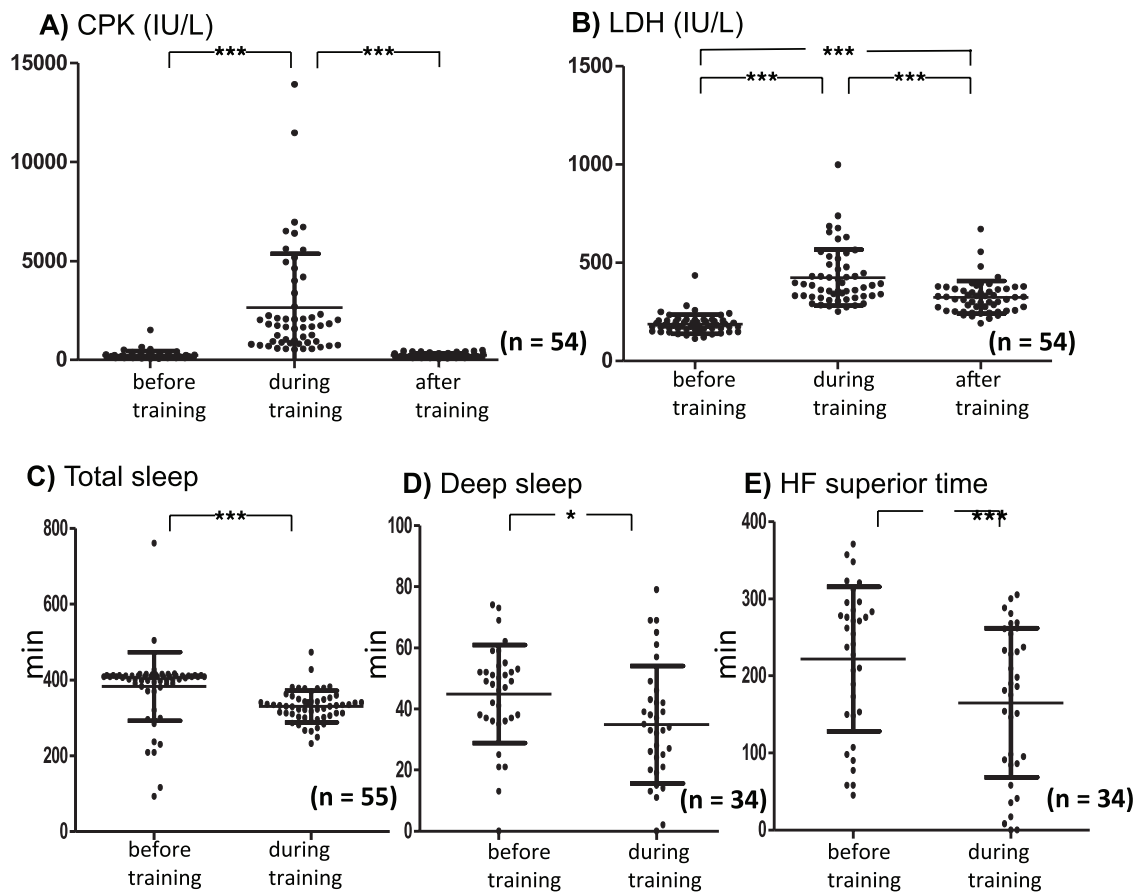 A) CPK (IU/L)
*** ***
15000
10000
5000
0
(n = 54)
before training
during training
after training
B) LDH (IU/L)
***
*** ***
1500
1000
500
0
(n = 54)
before training
during training
after training
C) Total sleep
***
800
600
400
200
0
min
(n = 55)
before training
during training
D) Deep sleep
*
100
80
60
40
20
0
min
(n = 34)
before training
during training
E) HF superior time
***
400
300
200
100
0
min
(n = 34)
before training
during training